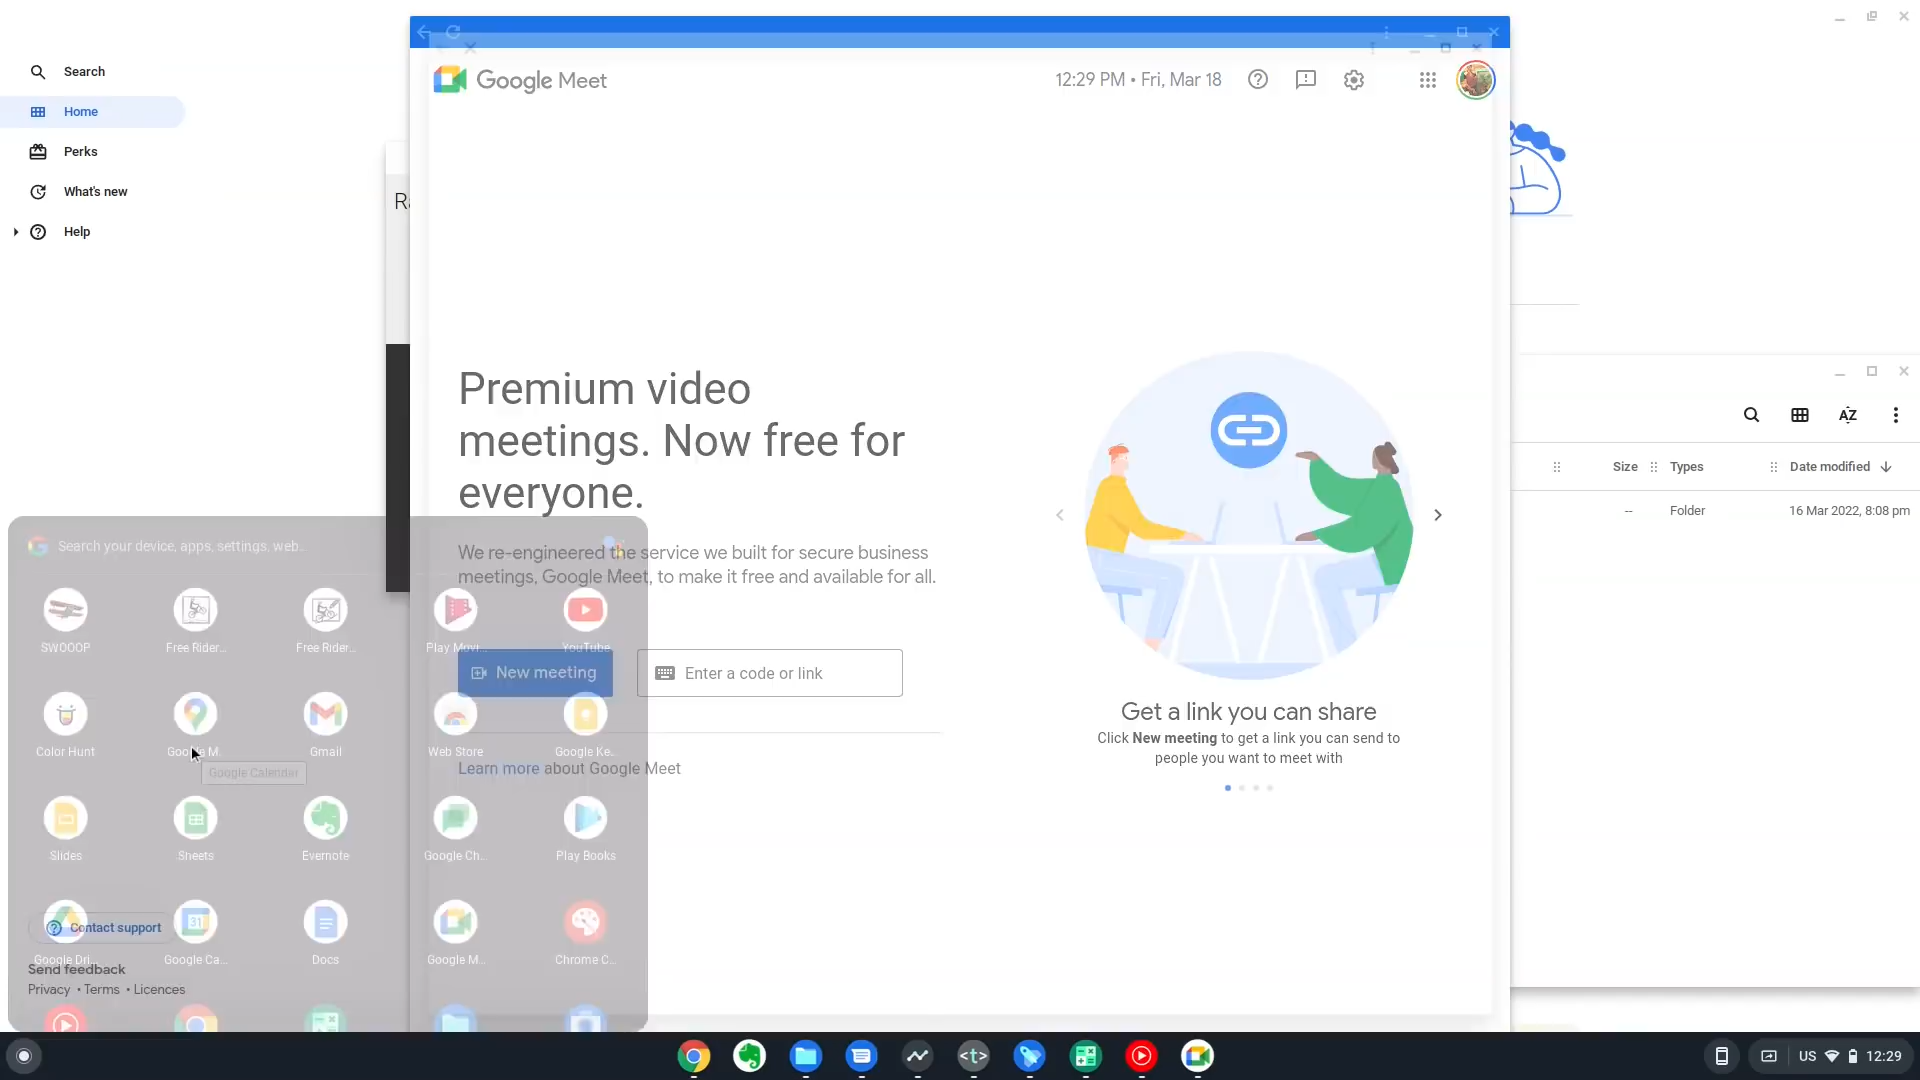 Search
Home
Perks
What's new
Help
Ra
Google Meet
12:29 PM • Fri, Mar 18
Premium video
meetings. Now free for
everyone.
We re-engineered the service we built for secure business
meetings, Google Meet, to make it free and available for all.
New meeting
Enter a code or link
Learn more about Google Meet
Get a link you can share
Click New meeting to get a link you can send to
people you want to meet with
Size
Types
Date modified
--
Folder
16 Mar 2022, 8:08 pm
Search your device, apps, settings, web...
SWOOOP
Free Rider...
Free Rider...
Play Movi...
YouTube
Color Hunt
Google M...
Gmail
Web Store
Google Ke...
Google Calendar
Slides
Sheets
Evernote
Google Ch...
Play Books
31
Contact support
Google Dri...
Google Ca...
Docs
Google M...
Chrome C...
Send feedback
Privacy • Terms • Licences
<t>
US
12:29